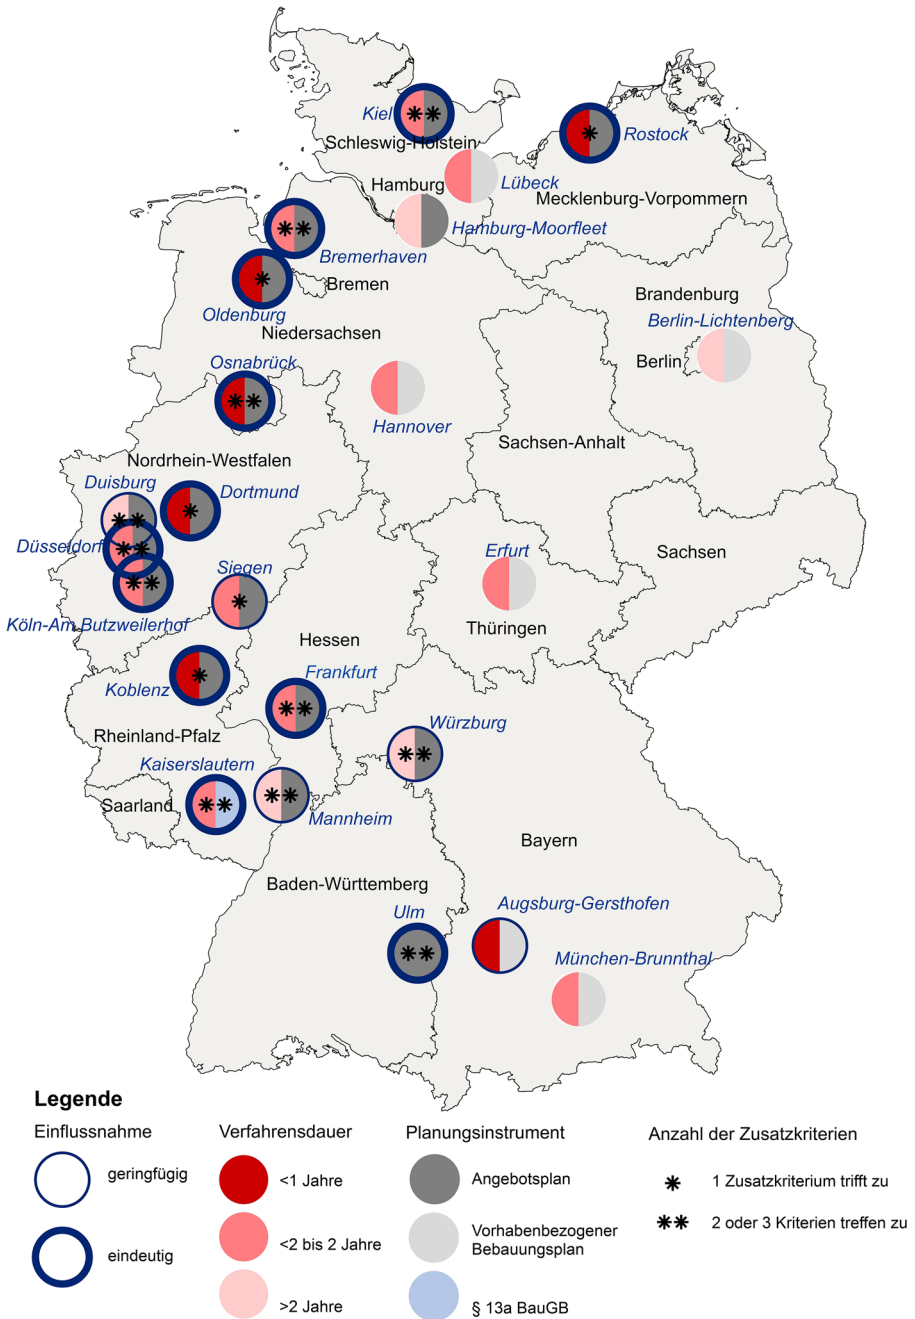 Kiel
Rostock
Schleswig-Holstein
Lübeck
Hamburg
Mecklenburg-Vorpommern
Hamburg-Moorfleet
Bremerhaven
Bremen
Brandenburg
Oldenburg
Berlin-Lichtenberg
Niedersachsen
Berlin
Osnabrück
Hannover
Sachsen-Anhalt
Nordrhein-Westfalen
Duisburg
Dortmund
Düsseldorf
Erfurt
Sachsen
Siegen
Köln-Am Butzweilerhof
Thüringen
Hessen
Frankfurt
Koblenz
Würzburg
Rheinland-Pfalz
Kaiserslautern
Saarland
Mannheim
Bayern
Baden-Württemberg
Augsburg-Gersthofen
Ulm
München-Brunnthal
Legende
Einflussnahme
geringfügig
eindeutig
Verfahrensdauer
<1 Jahre
<2 bis 2 Jahre
>2 Jahre
Planungsinstrument
Angebotsplan
Vorhabenbezogener
Bebauungsplan
§ 13a BauGB
Anzahl der Zusatzkriterien
1 Zusatzkriterium trifft zu
2 oder 3 Kriterien treffen zu